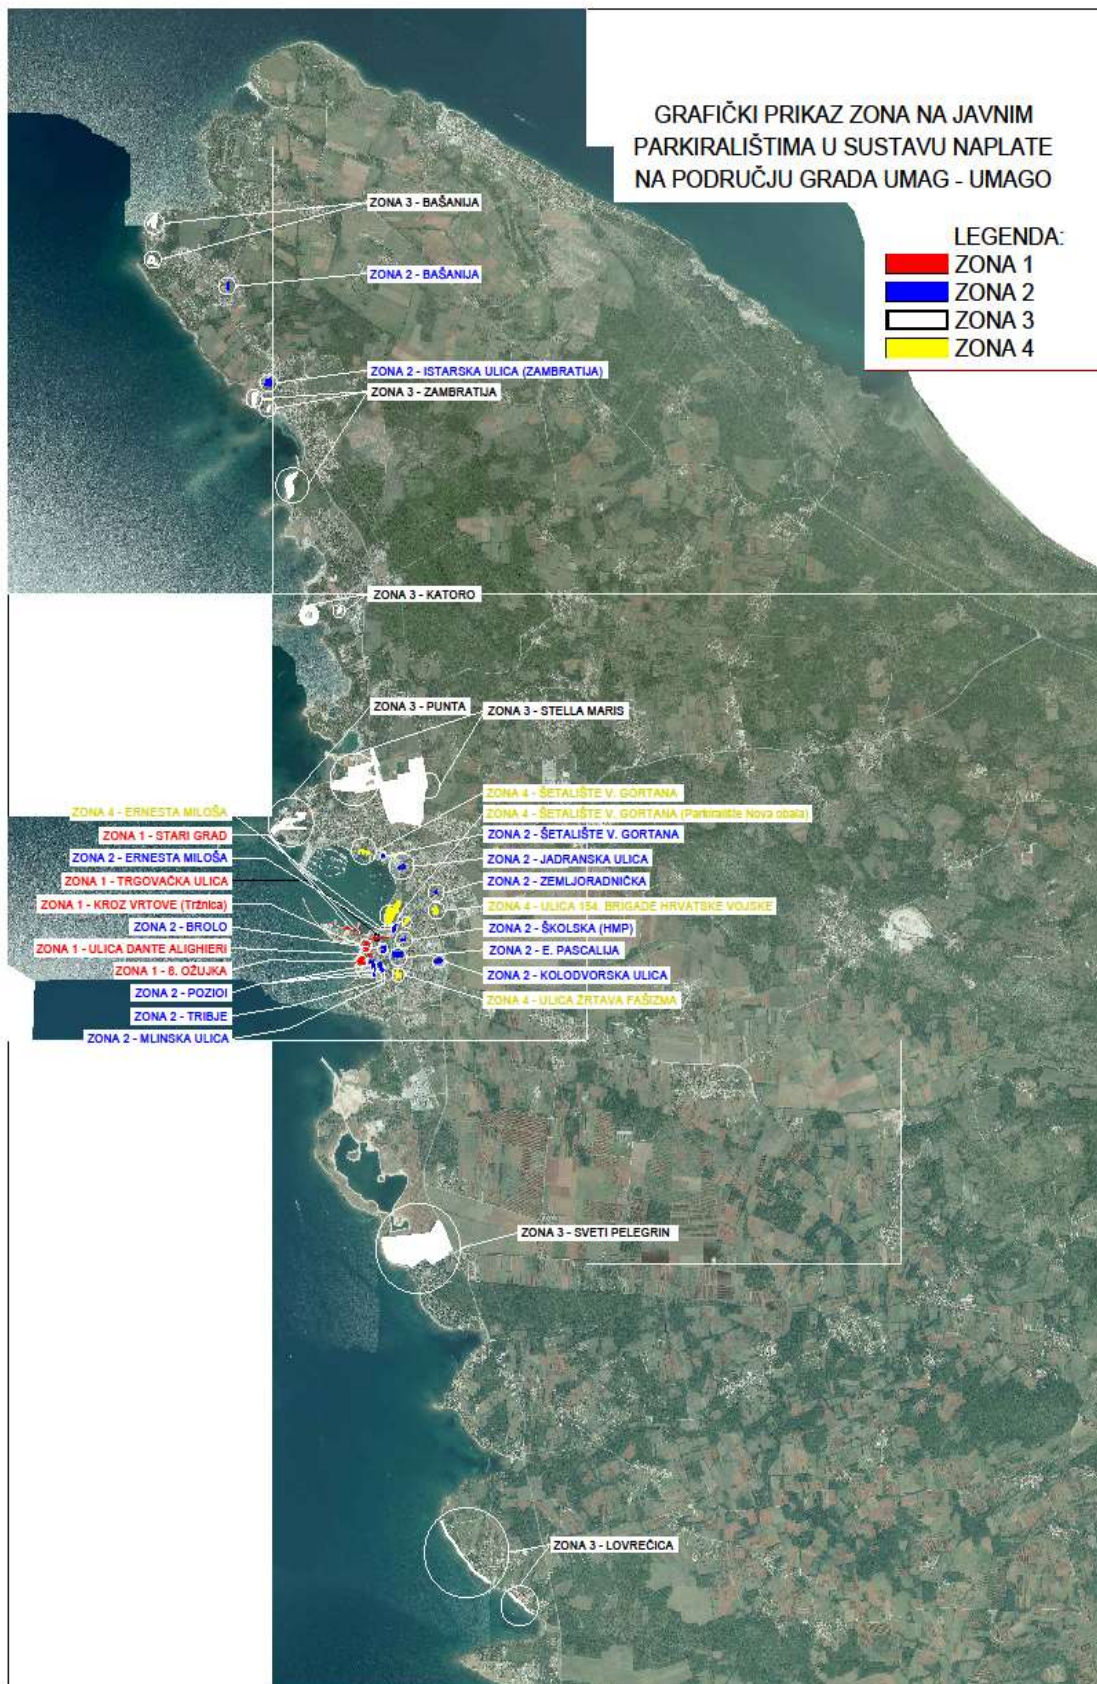 GRAFIČKI PRIKAZ ZONA NA JAVNIM
PARKIRALIŠTIMA U SUSTAVU NAPLATE
NA PODRUČJU GRADA UMAG - UMAGO
LEGENDA:
ZONA 1
ZONA 2
ZONA 3
ZONA 4
ZONA 3 - BAŠANIJA
ZONA 2 - BAŠANIJA
ZONA 2 - ISTARSKA ULICA (ZAMBRATIJA)
ZONA 3 - ZAMBRATIJA
ZONA 3 - KATORO
ZONA 3 - PUNTA
ZONA 3 - STELLA MARIS
ZONA 4 - ERNESTA MILOŠA
ZONA 1 - STARI GRAD
ZONA 2 - ERNESTA MILOŠA
ZONA 1 - TRGOVAČKA ULICA
ZONA 1 - KROZ VRTOVE (Tržnica)
ZONA 2 - BROLO
ZONA 1 - ULICA DANTE ALIGHIERI
ZONA 1 - 6. OŽUJKA
ZONA 2 - POZIOI
ZONA 2 - TRIBJE
ZONA 2 - MLINSKA ULICA
ZONA 4 - ŠETALIŠTE V. GORTANA
ZONA 4 - ŠETALIŠTE V. GORTANA (Parkiralište Nova obala)
ZONA 2 - ŠETALIŠTE V. GORTANA
ZONA 2 - JADRANSKA ULICA
ZONA 2 - ZEMLJORADNIČKA
ZONA 4 - ULICA 154. BRIGADE HRVATSKE VOJSKE
ZONA 2 - ŠKOLSKA (HMP)
ZONA 2 - E. PASCALIJA
ZONA 2 - KOLODVORSKA ULICA
ZONA 4 - ULICA ŽRTAVA FAŠIZMA
ZONA 3 - SVETI PELEGRIN
ZONA 3 - LOVREČICA